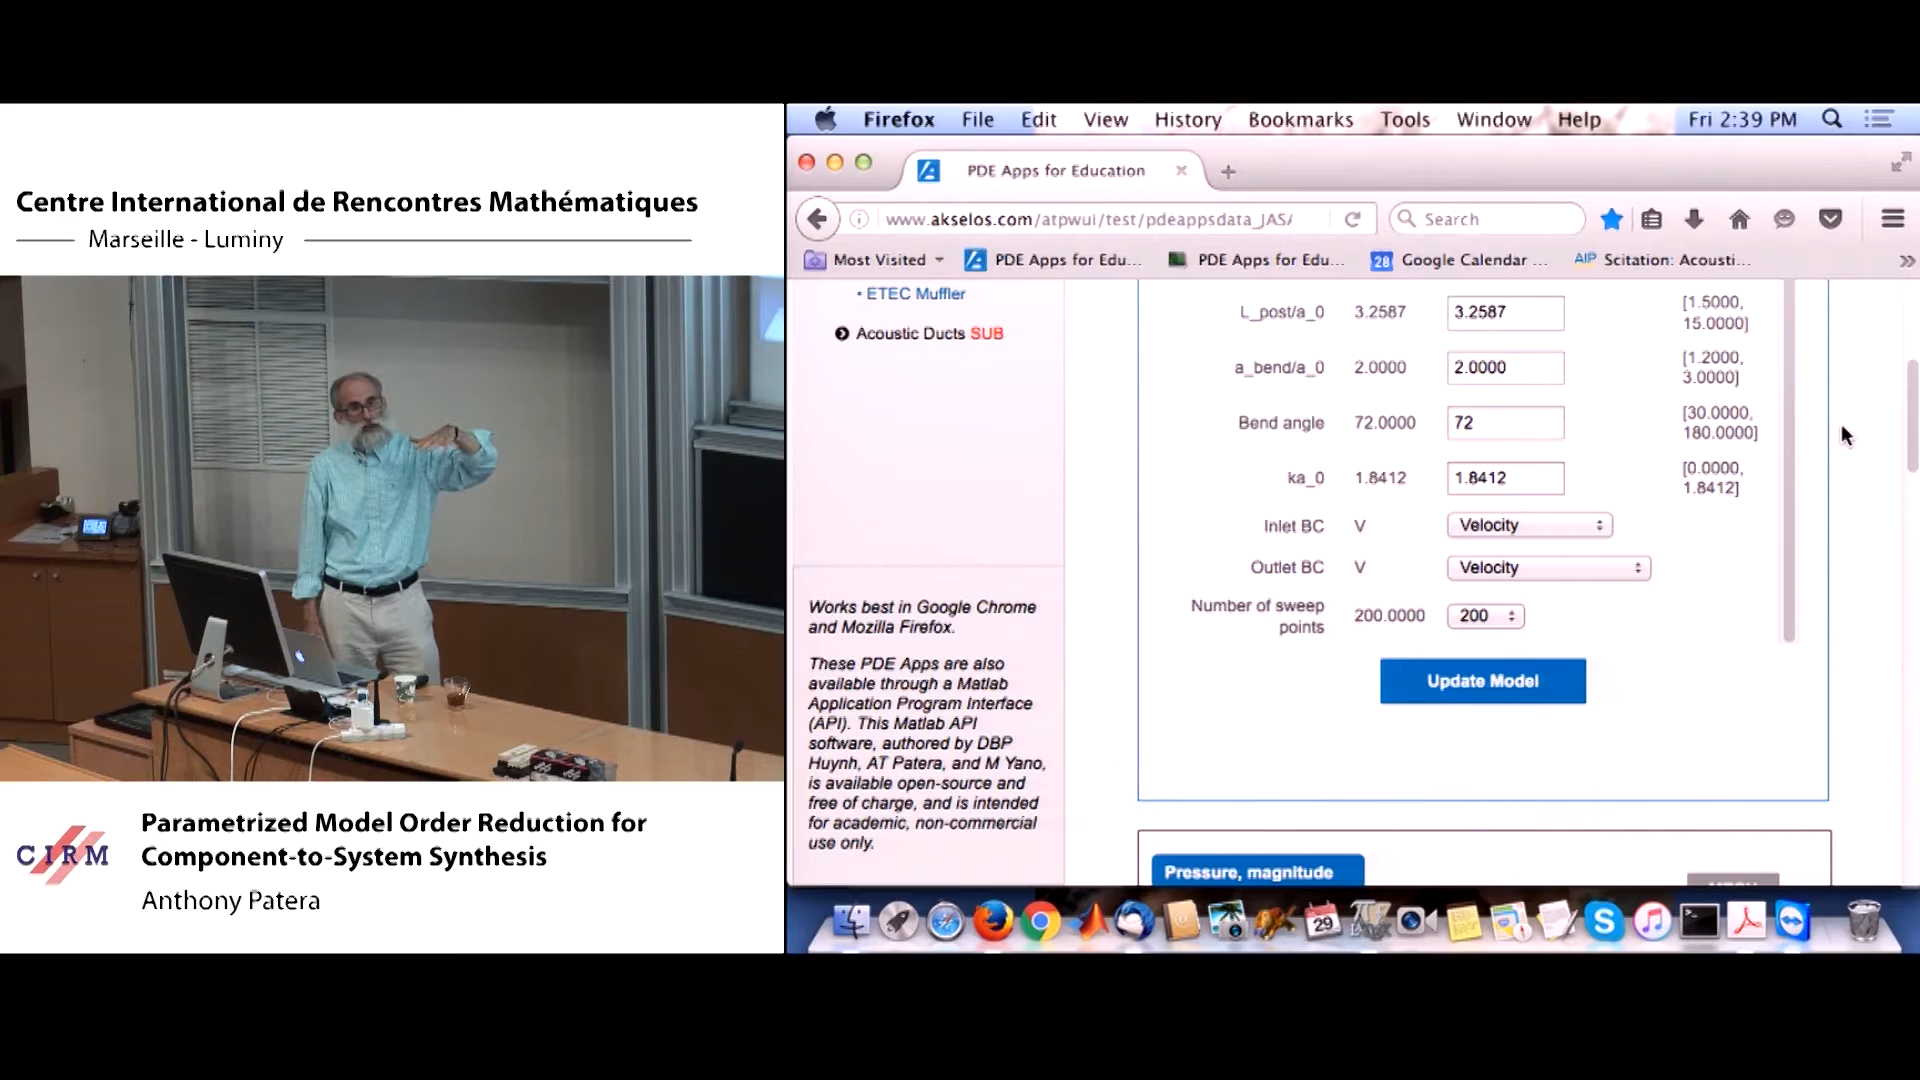 Centre International de Rencontres Mathématiques
Marseille - Luminy
CIRM
Parametrized Model Order Reduction for
Component-to-System Synthesis
Anthony Patera
Firefox File Edit View History Bookmarks Tools Window Help Fri 2:39 PM
PDE Apps for Education
www.akselos.com/atpwui/test/pdeappsdata_JASA
Search
Most Visited PDE Apps for Edu... PDE Apps for Edu... 28 Google Calendar ... AIP Scitation: Acousti...
• ETEC Muffler
Acoustic Ducts SUB
Works best in Google Chrome
and Mozilla Firefox.
These PDE Apps are also
available through a Matlab
Application Program Interface
(API). This Matlab API
software, authored by DBP
Huynh, AT Patera, and M Yano,
is available open-source and
free of charge, and is intended
for academic, non-commercial
use only.
L_post/a_0 3.2587 3.2587 [1.5000,
15.0000]
a_bend/a_0 2.0000 2.0000 [1.2000,
3.0000]
Bend angle 72.0000 72 [30.0000,
180.0000]
ka_0 1.8412 1.8412 [0.0000,
1.8412]
Inlet BC V Velocity
Outlet BC V Velocity
Number of sweep
points 200.0000 200
Update Model
Pressure, magnitude
29